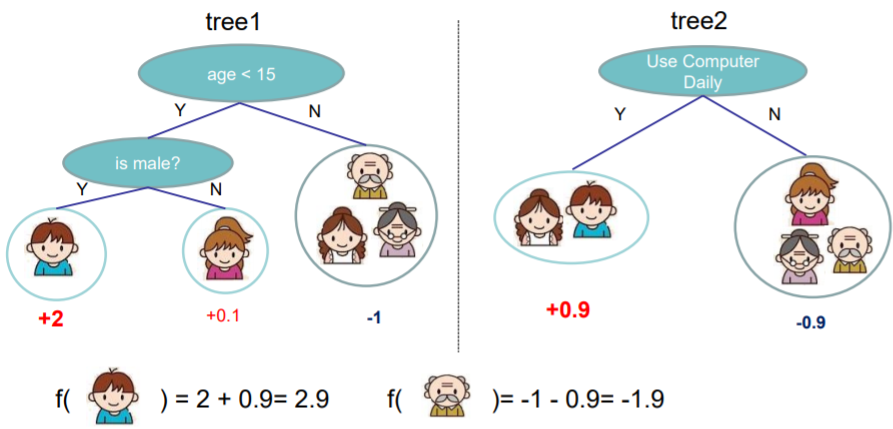 tree1
tree2
age < 15
Use Computer
Daily
Y
N
Y
N
is male?
Y
N
+2
+0.1
-1
+0.9
-0.9
f( ) = 2 + 0.9= 2.9
f( )= -1 - 0.9= -1.9